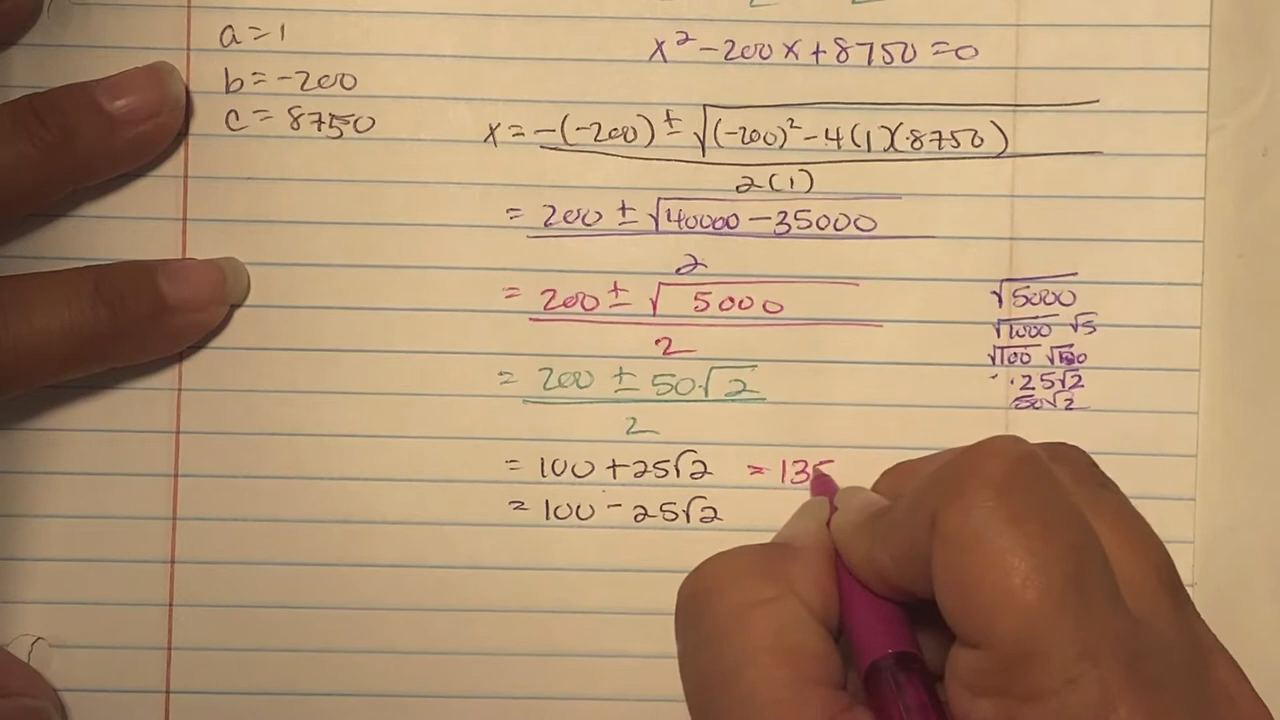 a=1
b=-200
c=8750
x²-200x+8750=0
x=-(-200)±√(-200)²-4(1)(8750)
2(1)
=200±√40000-35000
2
=200±√5000
2
=200±50√2
2
=100+25√2 =135
=100-25√2
√5000
√1000 √5
√100
25√2
50√2